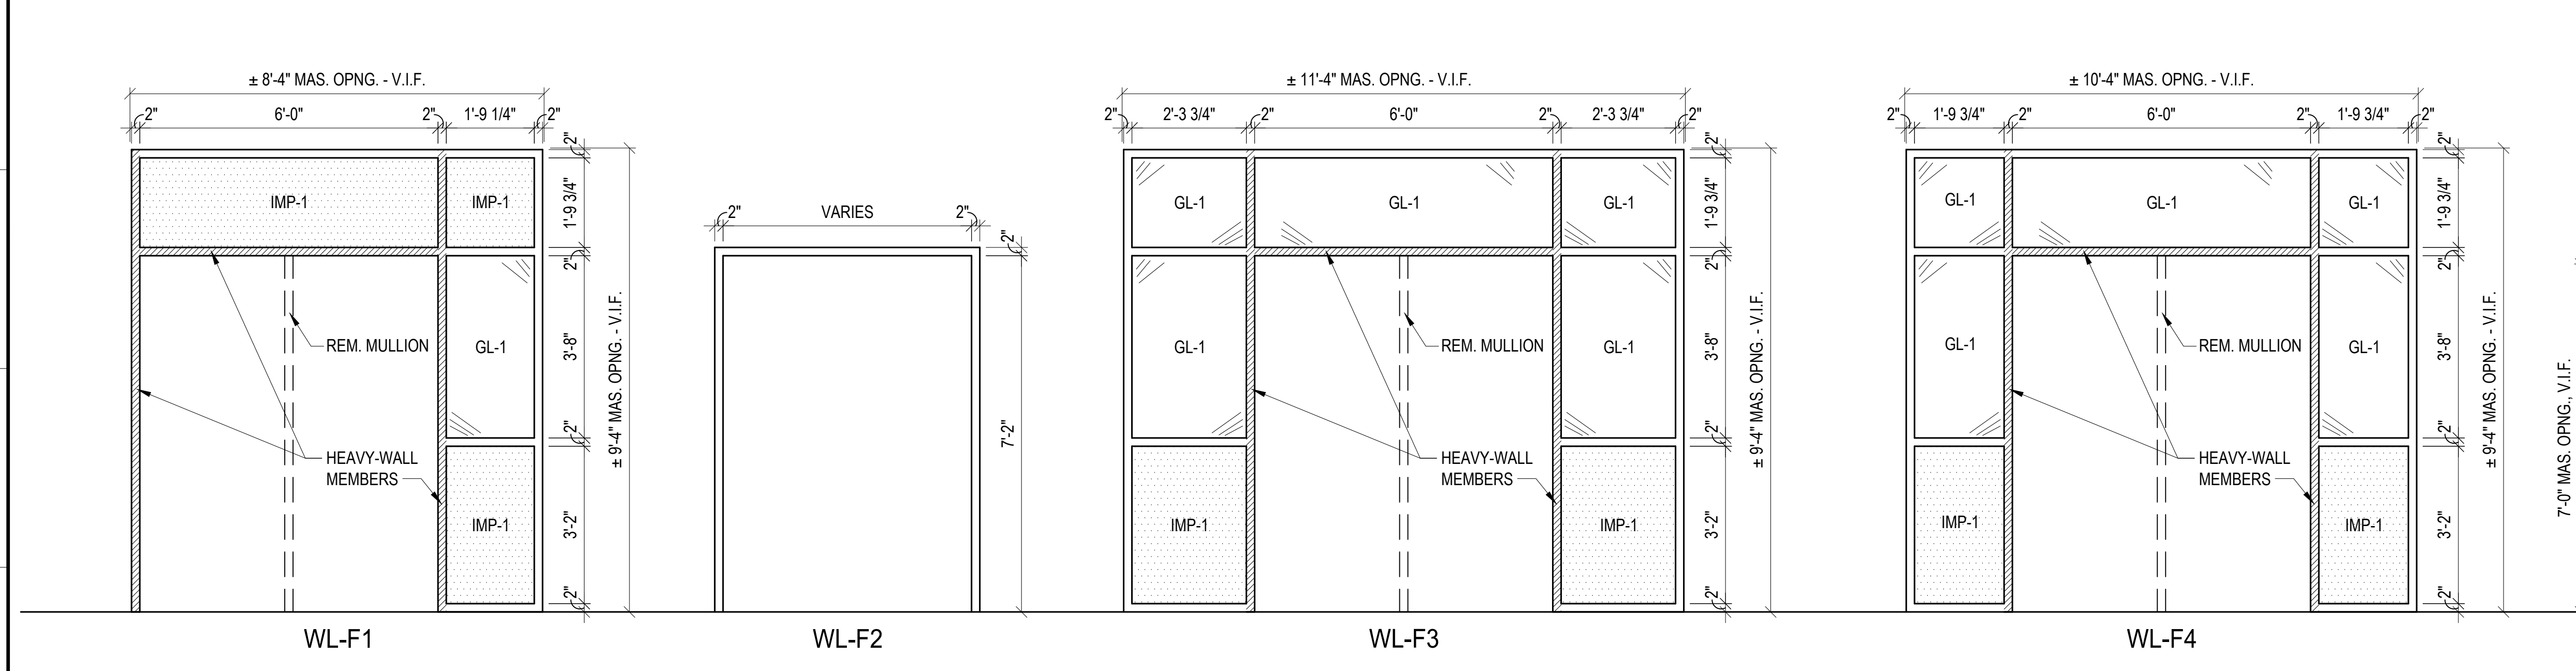 ± 8'-4" MAS. OPNG. - V.I.F.
2" 6'-0" 2" 1'-9 1/4" 2"
2"
1'-9 3/4"
2"
3'-8"
2"
3'-2"
2"
± 9'-4" MAS. OPNG. - V.I.F.
IMP-1
IMP-1
GL-1
REM. MULLION
HEAVY-WALL
MEMBERS
IMP-1
WL-F1
2" VARIES 2"
2"
7'-2"
WL-F2
± 11'-4" MAS. OPNG. - V.I.F.
2" 2'-3 3/4" 2" 6'-0" 2" 2'-3 3/4" 2"
2"
1'-9 3/4"
2"
3'-8"
2"
3'-2"
2"
± 9'-4" MAS. OPNG. - V.I.F.
GL-1
GL-1
GL-1
GL-1
REM. MULLION
GL-1
HEAVY-WALL
MEMBERS
IMP-1
IMP-1
WL-F3
± 10'-4" MAS. OPNG. - V.I.F.
2" 1'-9 3/4" 2" 6'-0" 2" 1'-9 3/4" 2"
2"
1'-9 3/4"
2"
3'-8"
2"
3'-2"
2"
± 9'-4" MAS. OPNG. - V.I.F.
GL-1
GL-1
GL-1
GL-1
REM. MULLION
GL-1
HEAVY-WALL
MEMBERS
IMP-1
IMP-1
WL-F4
7'-0" MAS. OPNG., V.I.F.